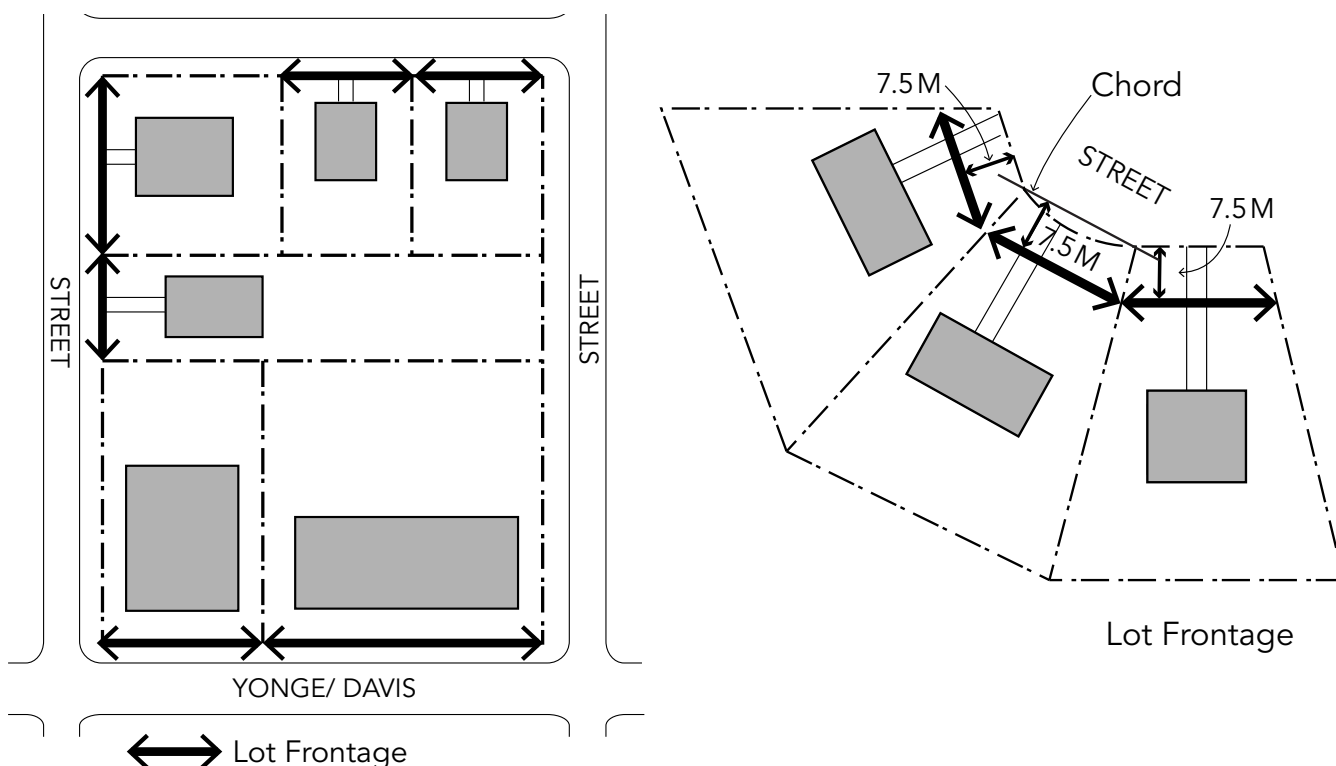 STREET
STREET
YONGE/ DAVIS
Lot Frontage
7.5M
Chord
STREET
7.5M
7.5M
Lot Frontage